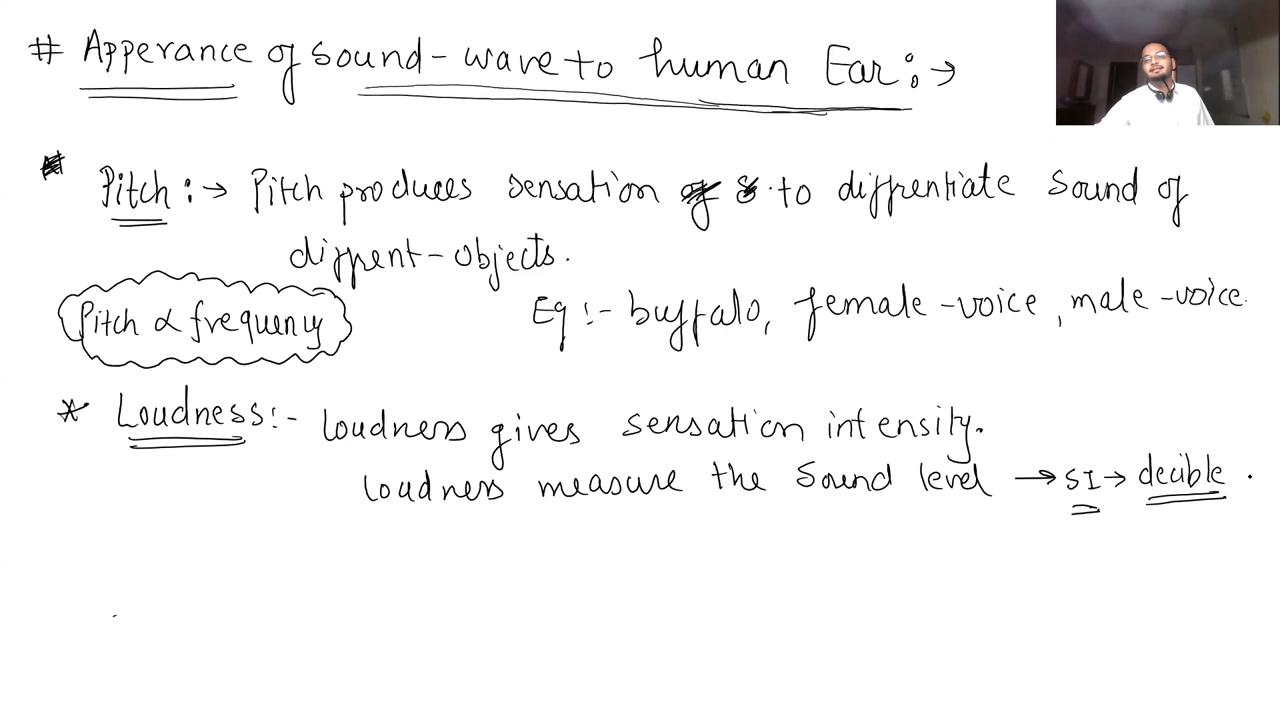 # Apperance of sound-wave to human Ear:→
* Pitch:→ Pitch produces sensation to diffrentiate sound of
diffrent-objects.
Pitch ∝ frequency
Eg:- buffalo, female-voice, male-voice.
* Loudness:- loudness gives sensation intensity.
loudness measure the sound level → SI → decible.